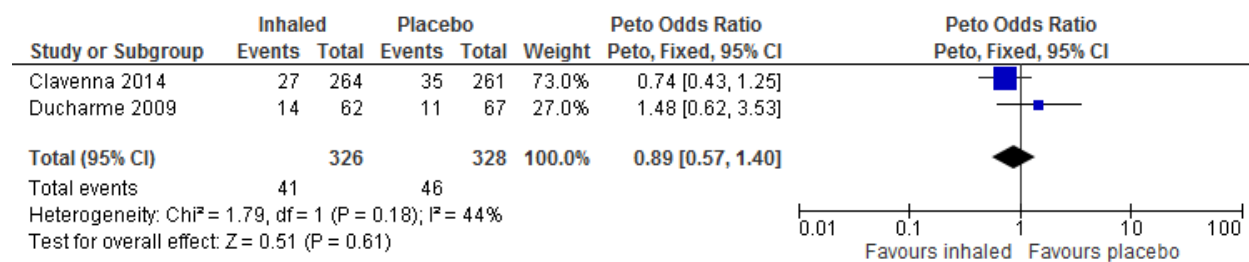 Inhaled Placebo Peto Odds Ratio Peto Odds Ratio
Study or Subgroup Events Total Events Total Weight Peto, Fixed, 95% CI Peto, Fixed, 95% CI
Clavenna 2014 27 264 35 261 73.0% 0.74 [0.43, 1.25]
Ducharme 2009 14 62 11 67 27.0% 1.48 [0.62, 3.53]
Total (95% CI) 326 328 100.0% 0.89 [0.57, 1.40]
Total events 41 46
Heterogeneity: Chi² = 1.79, df = 1 (P = 0.18); I² = 44%
Test for overall effect: Z = 0.51 (P = 0.61)
0.01 0.1 1 10 100
Favours inhaled Favours placebo